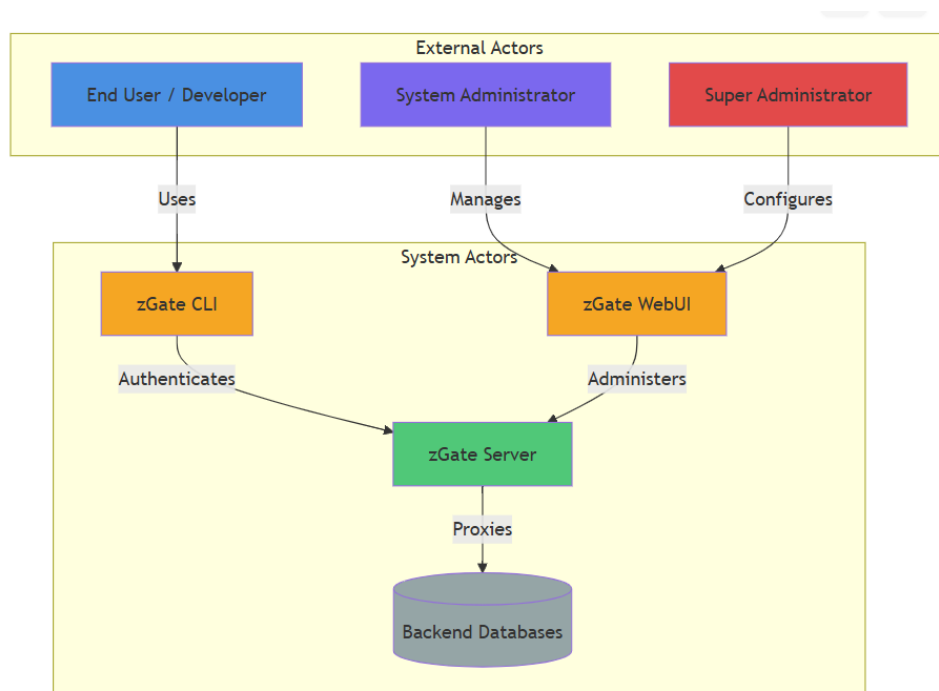 External Actors
End User / Developer
System Administrator
Super Administrator
Uses
Manages
Configures
System Actors
zGate CLI
zGate WebUI
Authenticates
Administers
zGate Server
Proxies
Backend Databases